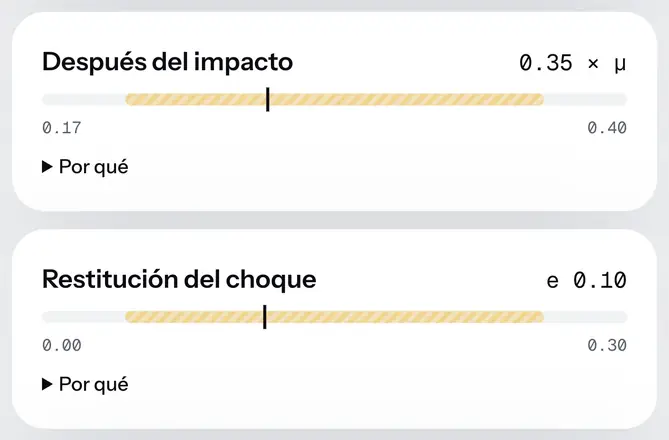 Después del impacto 0.35 × µ
0.17 0.40
▶ Por qué
Restitución del choque e 0.10
0.00 0.30
▶ Por qué